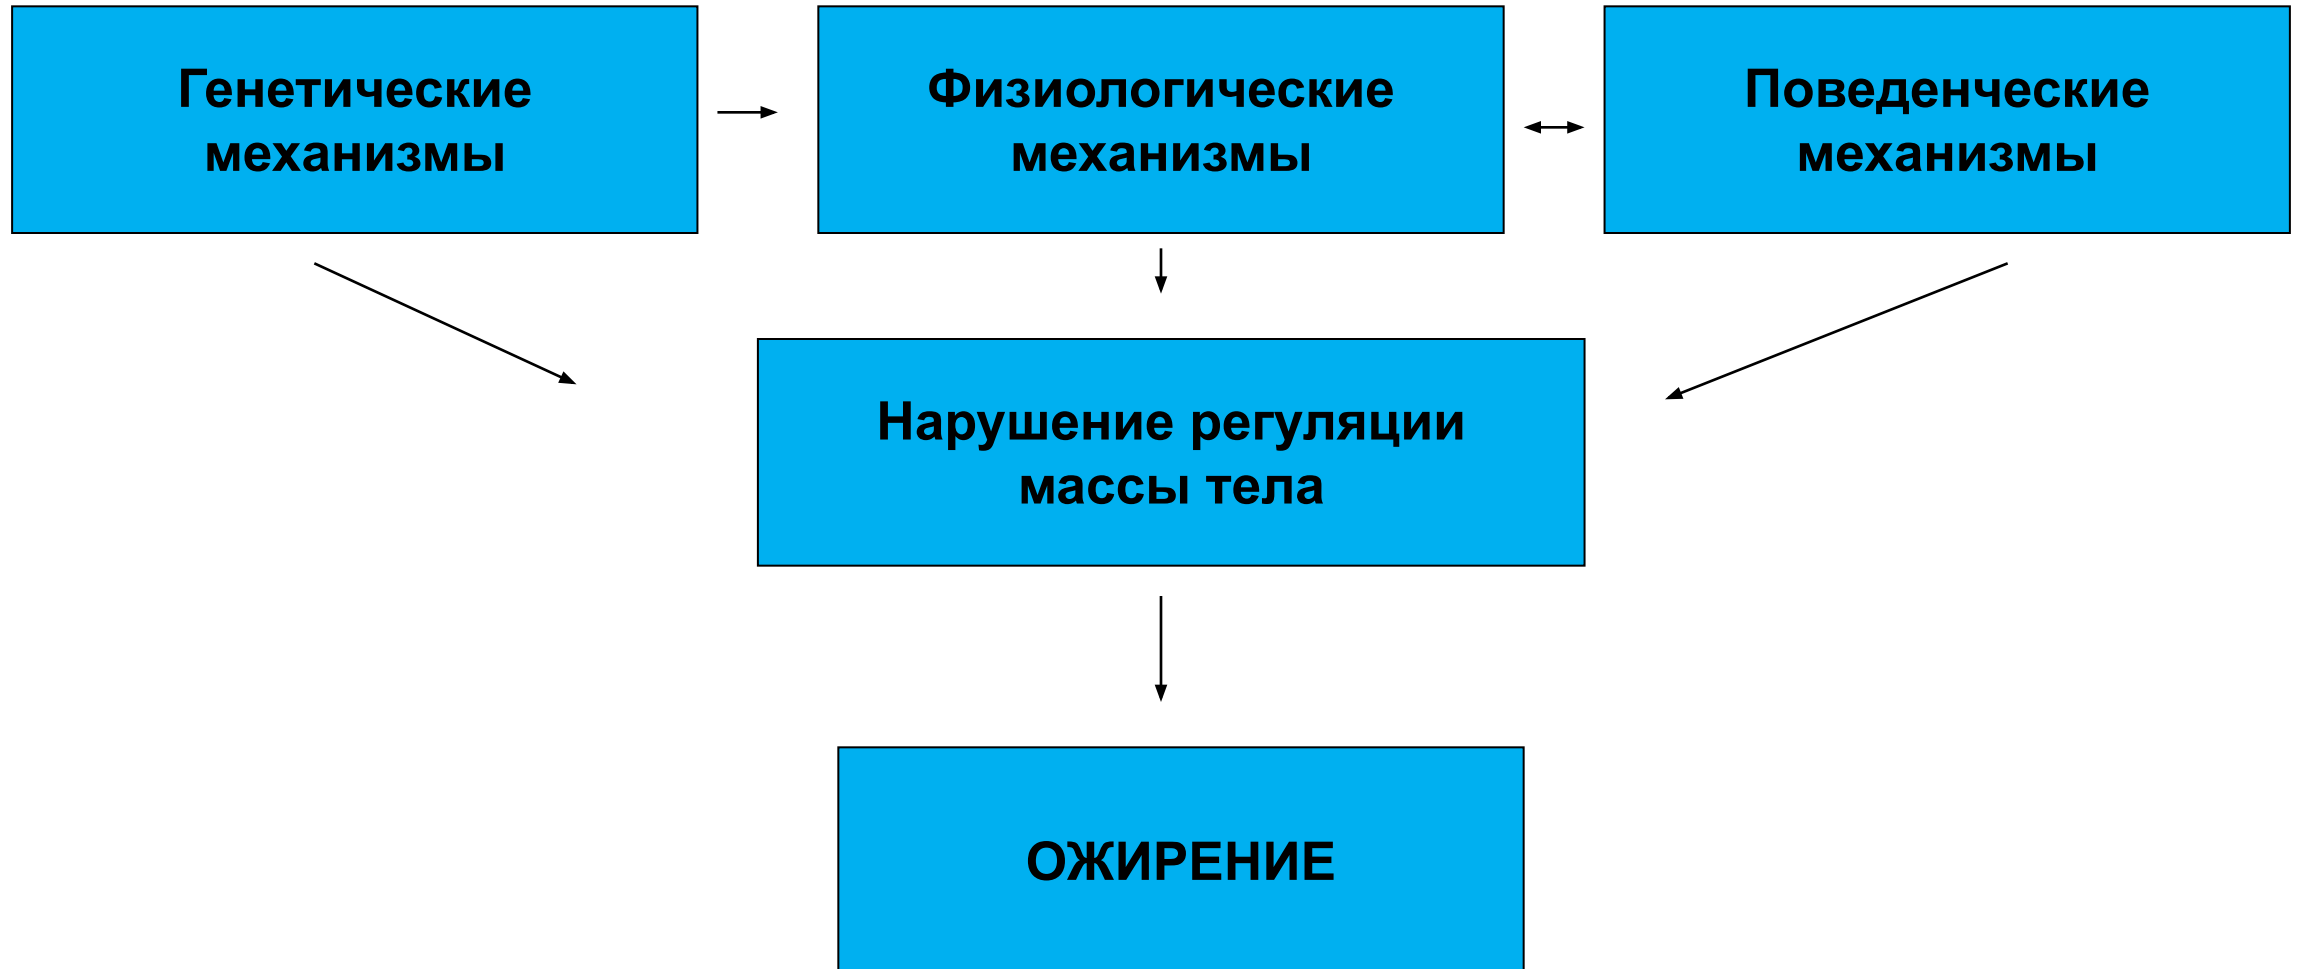 Генетические
механизмы
Физиологические
механизмы
Поведенческие
механизмы
Нарушение регуляции
массы тела
ОЖИРЕНИЕ